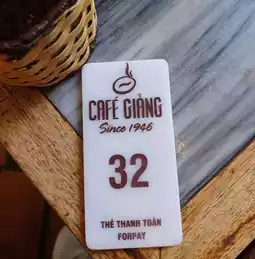 CAFÉ GIẢNG
Since 1946
32
THẺ THANH TOÁN
FORPAY